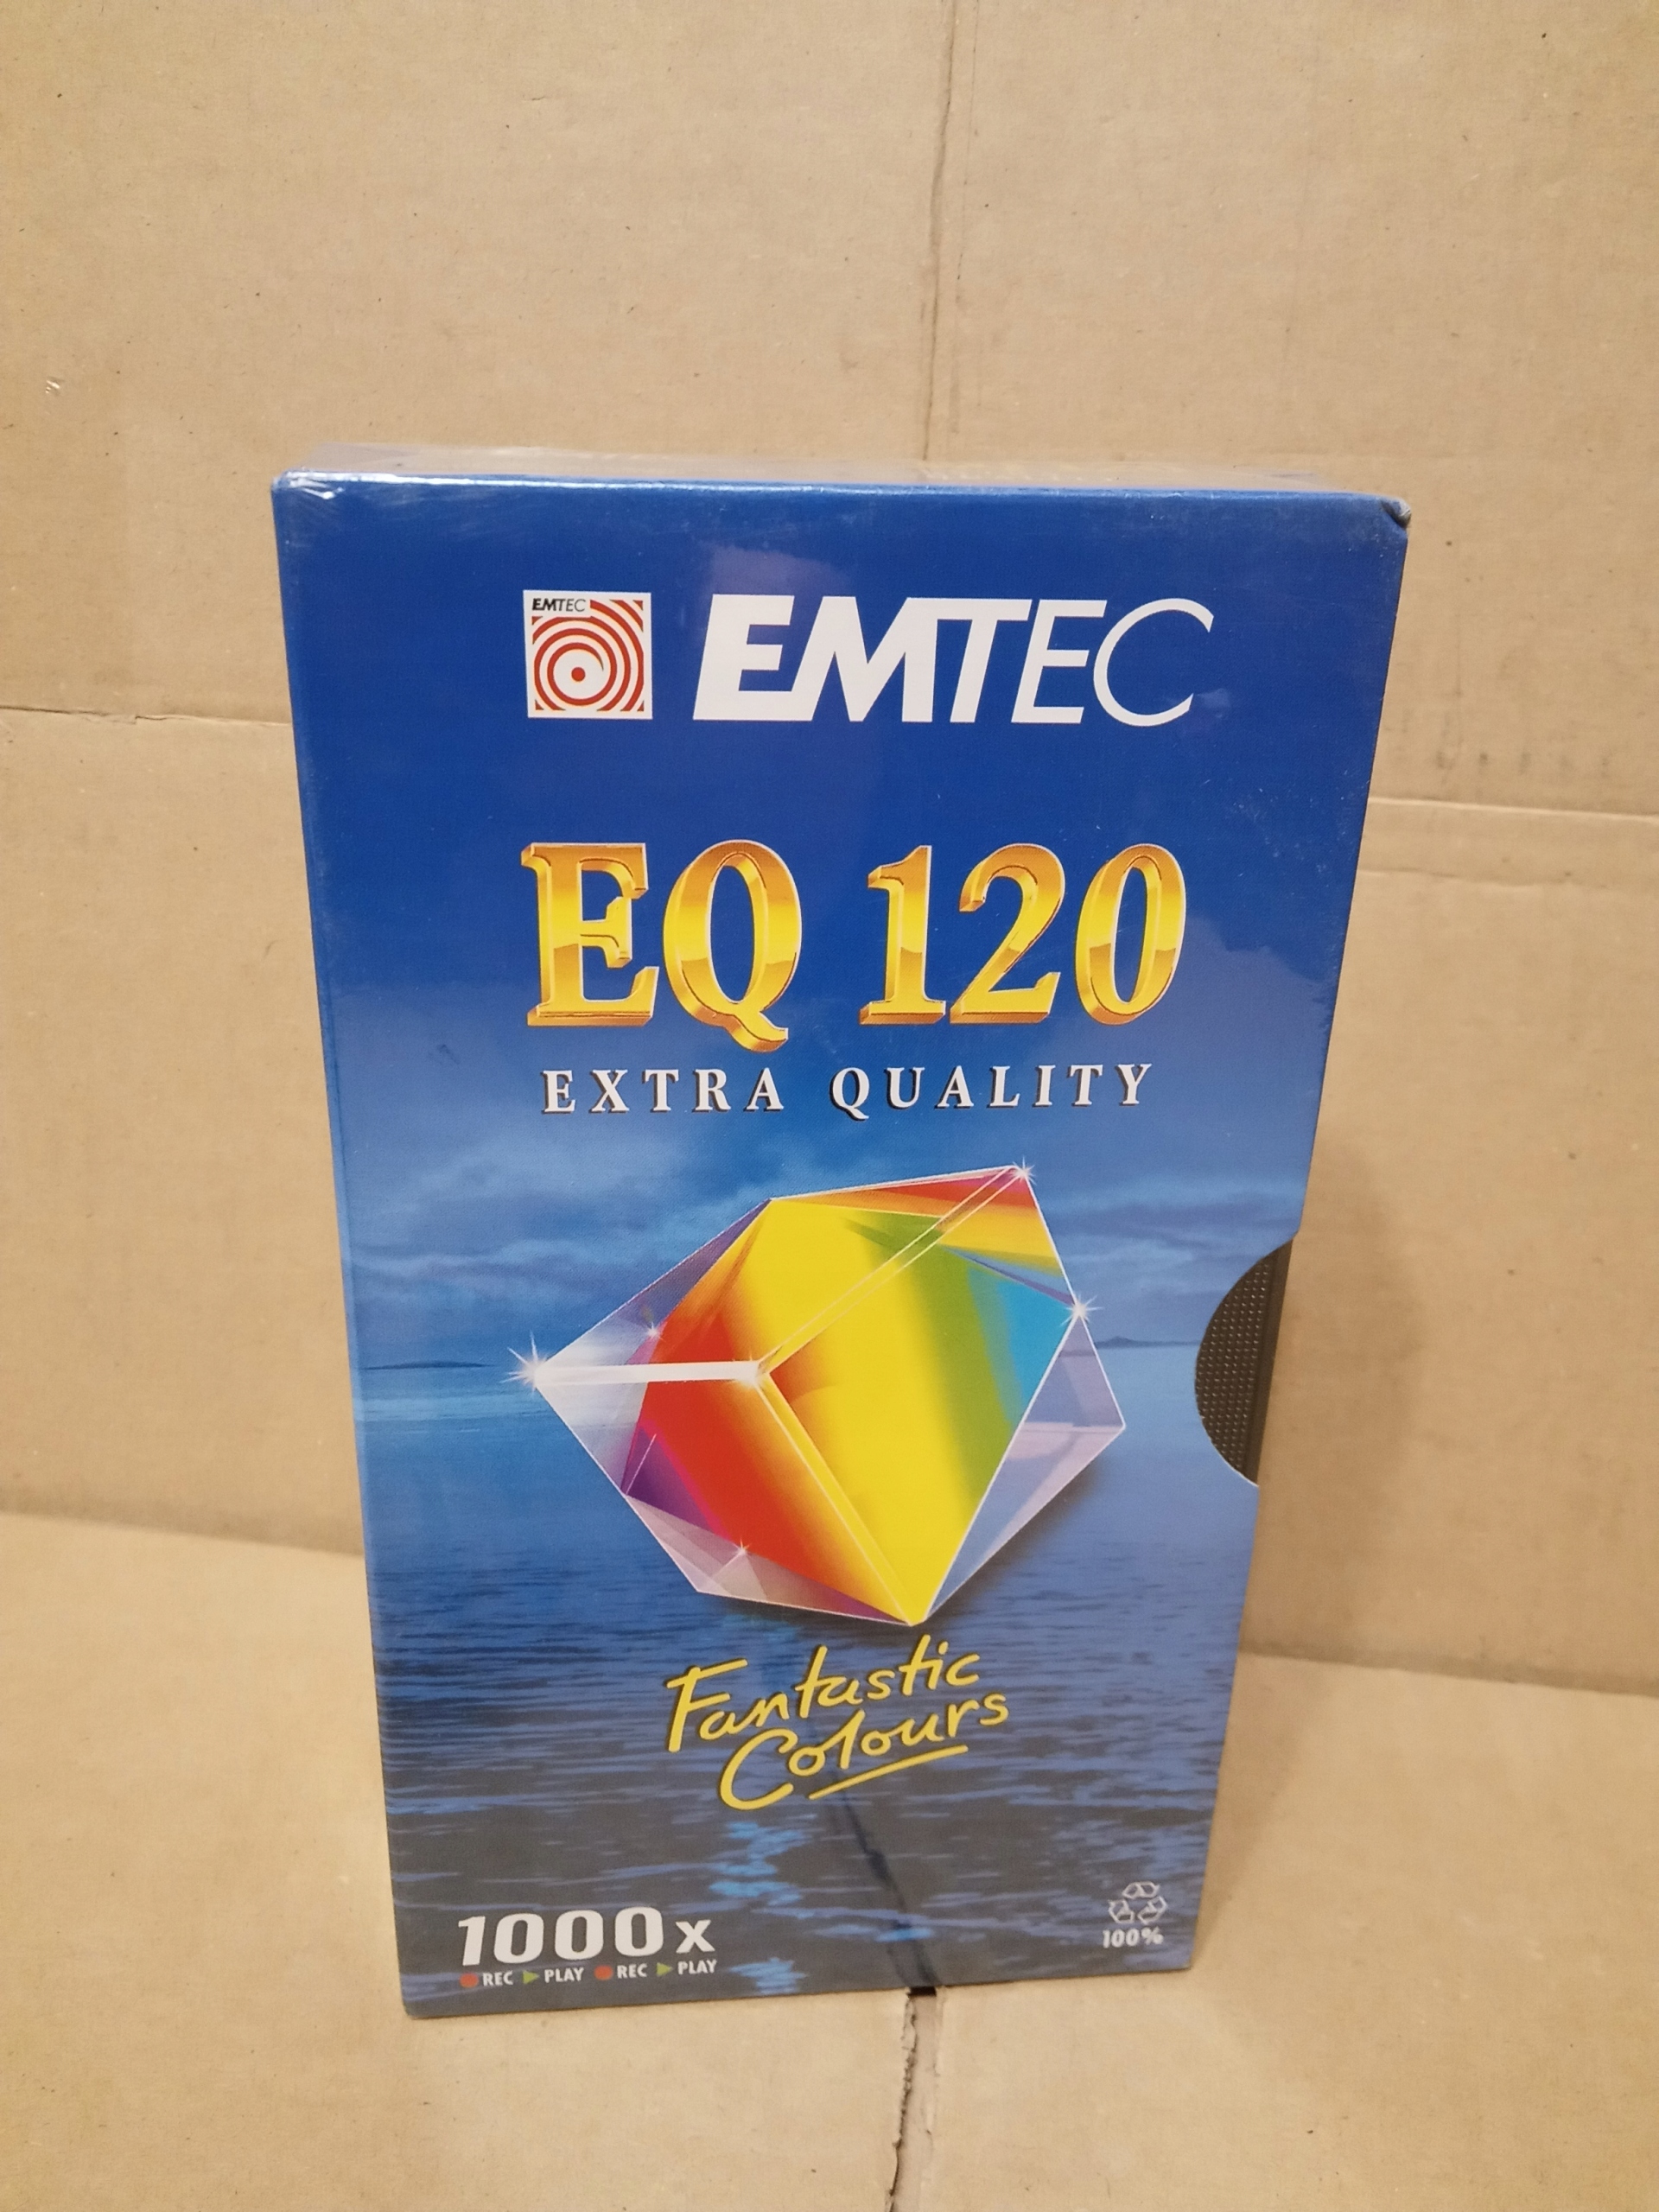 EMTEC
EMTEC
EQ 120
EXTRA QUALITY
Fantastic
Colours
1000x
REC PLAY REC PLAY
100%